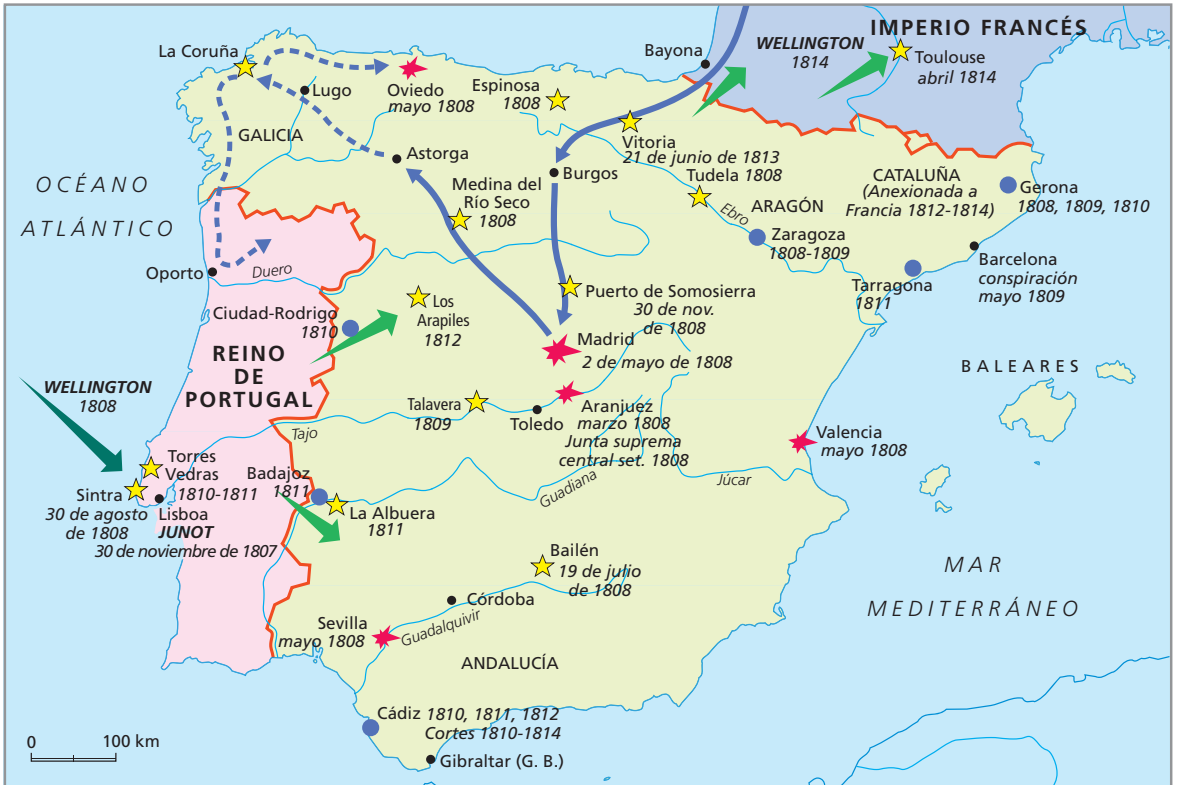 IMPERIO FRANCÉS
WELLINGTON
1814
Toulouse
abril 1814
Bayona
La Coruña
Lugo
Oviedo
mayo 1808
Espinosa
1808
GALICIA
Vitoria
21 de junio de 1813
Astorga
Burgos
Tudela 1808
CATALUÑA
(Anexionada a
Francia 1812-1814)
Gerona
1808, 1809, 1810
OCÉANO
ATLÁNTICO
Medina del
Río Seco
1808
Ebro
ARAGÓN
Zaragoza
1808-1809
Barcelona
conspiración
mayo 1809
Oporto
Duero
Tarragona
1811
Puerto de Somosierra
30 de nov.
de 1808
Ciudad-Rodrigo
1810
Los
Arapiles
1812
Madrid
2 de mayo de 1808
REINO
DE
PORTUGAL
BALEARES
WELLINGTON
1808
Talavera
1809
Toledo
Aranjuez
marzo 1808
Junta suprema
central set. 1808
Tajo
Valencia
mayo 1808
Torres
Vedras
1810-1811
Badajoz
1811
Guadiana
Júcar
Sintra
30 de agosto
de 1808
Lisboa
JUNOT
30 de noviembre de 1807
La Albuera
1811
Bailén
19 de julio
de 1808
MAR
MEDITERRÁNEO
Córdoba
Sevilla
mayo 1808
Guadalquivir
ANDALUCÍA
Cádiz 1810, 1811, 1812
Cortes 1810-1814
Gibraltar (G. B.)
0 100 km